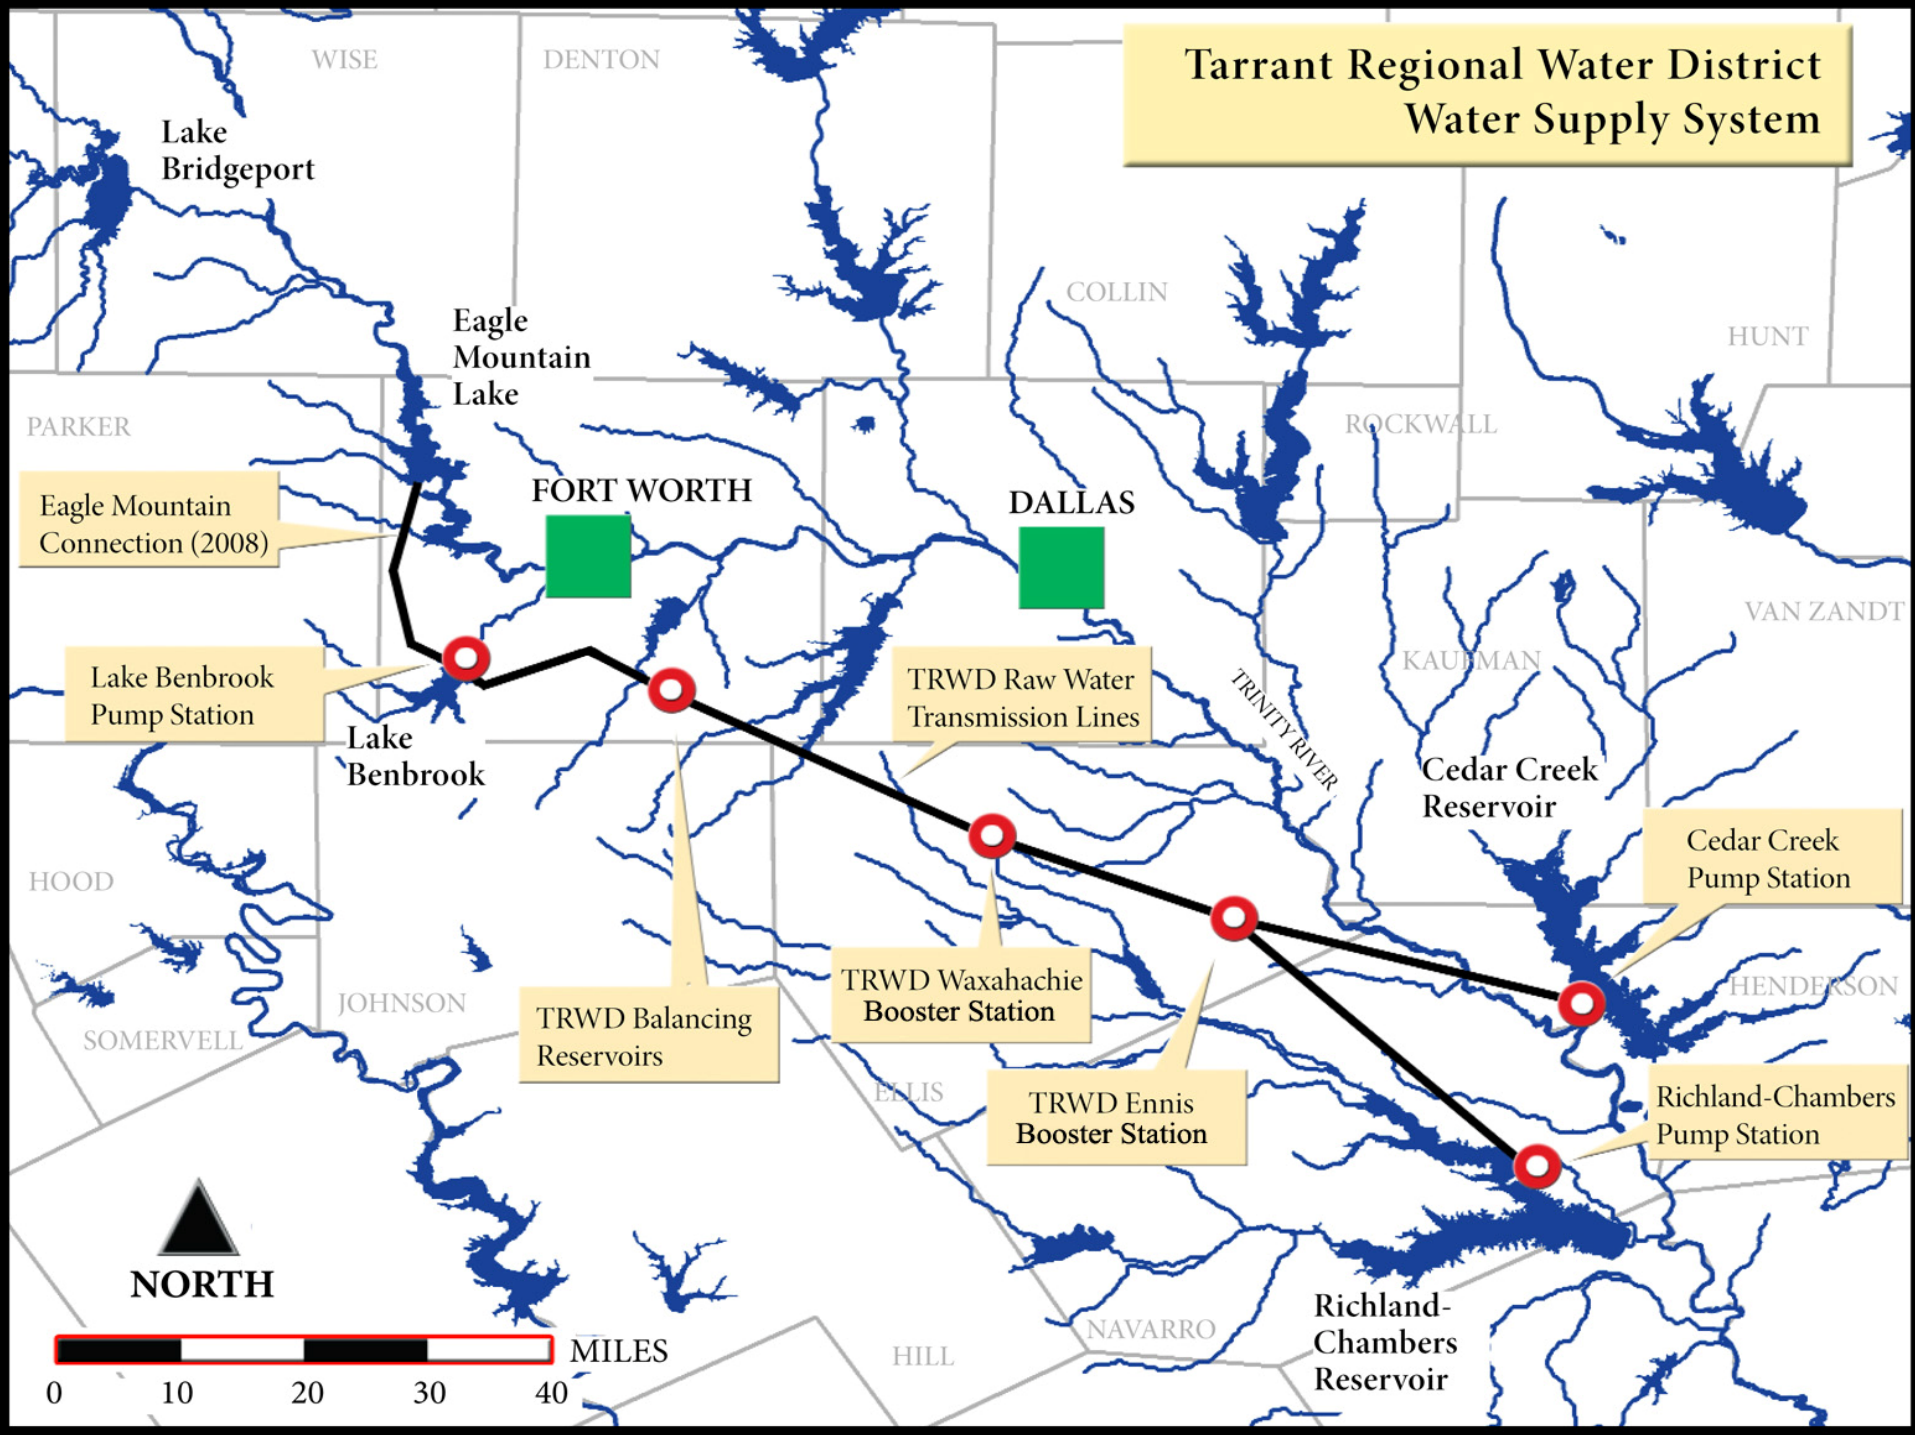 Tarrant Regional Water District
Water Supply System
WISE
DENTON
Lake
Bridgeport
COLLIN
HUNT
Eagle
Mountain
Lake
PARKER
ROCKWALL
FORT WORTH
DALLAS
Eagle Mountain
Connection (2008)
VAN ZANDT
KAUFMAN
Lake Benbrook
Pump Station
TRWD Raw Water
Transmission Lines
TRINITY RIVER
Lake
Benbrook
Cedar Creek
Reservoir
Cedar Creek
Pump Station
HOOD
TRWD Waxahachie
Booster Station
HENDERSON
JOHNSON
SOMERVELL
TRWD Balancing
Reservoirs
ELLIS
TRWD Ennis
Booster Station
Richland-Chambers
Pump Station
NORTH
Richland-
Chambers
Reservoir
NAVARRO
HILL
MILES
0 10 20 30 40